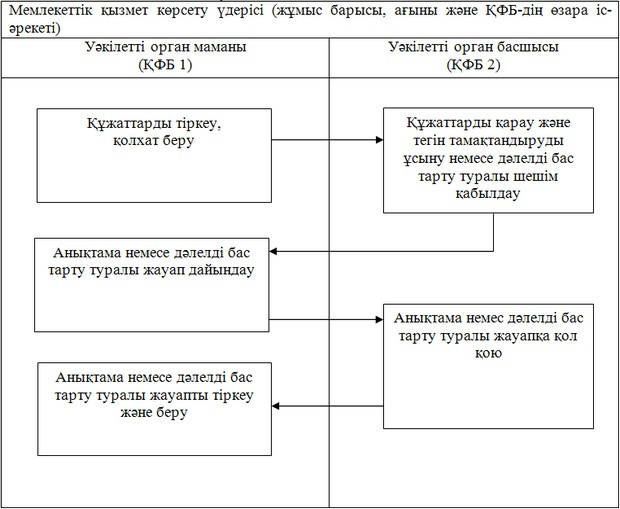 Мемлекеттік қызмет көрсету үдерісі (жұмыс барысы, ағыны және ҚФБ-дің өзара іс-
әрекеті)
Уәкілетті орган маманы
(ҚФБ 1)
Уәкілетті орган басшысы
(ҚФБ 2)
Құжаттарды тіркеу,
қолхат беру
Құжаттарды қарау және
тегін тамақтандыруды
ұсыну немесе дәлелді бас
тарту туралы шешім
қабылдау
Анықтама немесе дәлелді бас
тарту туралы жауап дайындау
Анықтама немес дәлелді бас
тарту туралы жауапқа қол
қою
Анықтама немесе дәлелді бас
тарту туралы жауапты тіркеу
және беру